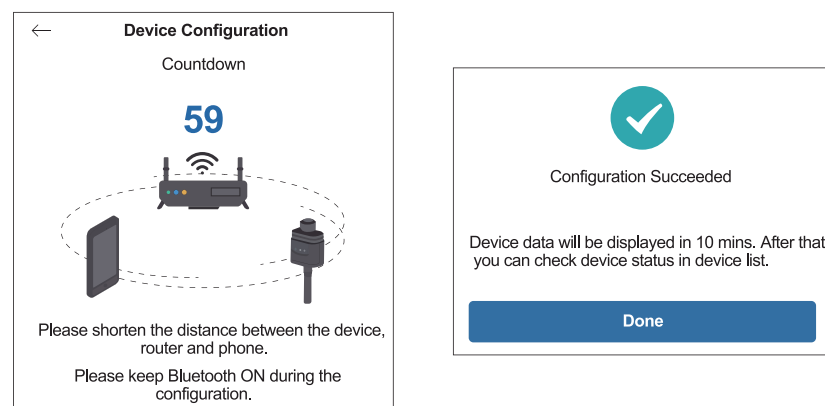 Device Configuration
Countdown
59
Please shorten the distance between the device,
router and phone.
Please keep Bluetooth ON during the
configuration.
Configuration Succeeded
Device data will be displayed in 10 mins. After that
you can check device status in device list.
Done